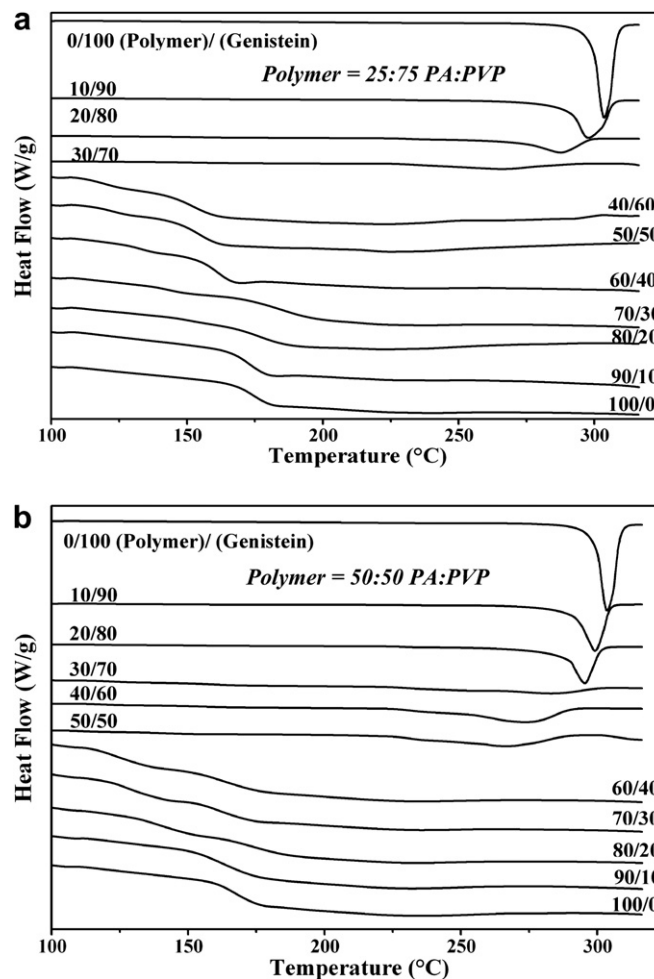 a
0/100 (Polymer)/ (Genistein)
Polymer = 25:75 PA:PVP
10/90
20/80
30/70
40/60
50/50
60/40
70/30
80/20
90/10
100/0
Heat Flow (W/g)
100 150 200 250 300
Temperature (°C)
b
0/100 (Polymer)/ (Genistein)
Polymer = 50:50 PA:PVP
10/90
20/80
30/70
40/60
50/50
60/40
70/30
80/20
90/10
100/0
Heat Flow (W/g)
100 150 200 250 300
Temperature (°C)